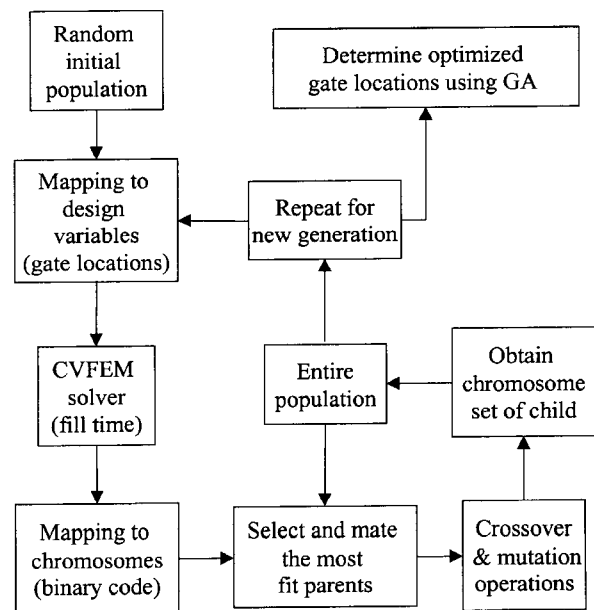 Random
initial
population
Determine optimized
gate locations using GA
Mapping to
design
variables
(gate locations)
Repeat for
new generation
CVFEM
solver
(fill time)
Entire
population
Obtain
chromosome
set of child
Mapping to
chromosomes
(binary code)
Select and mate
the most
fit parents
Crossover
& mutation
operations